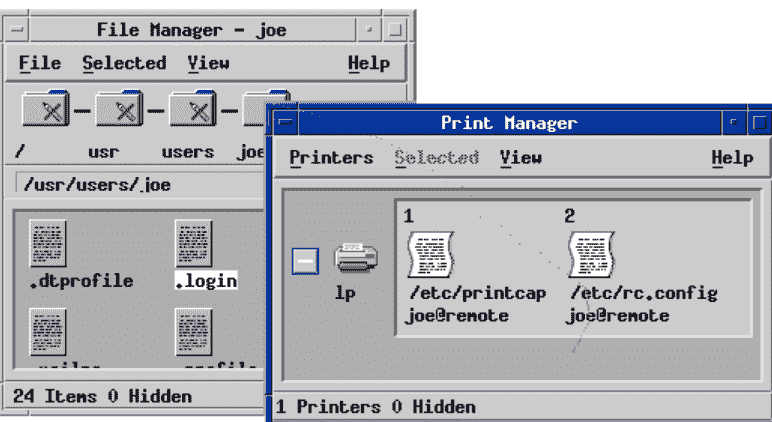 File Manager - joe
File Selected View Help
/ usr users joe
/usr/users/joe
.dtprofile .login
24 Items 0 Hidden
Print Manager
Printers Selected View Help
1 2
lp
/etc/printcap /etc/rc.config
joe@remote joe@remote
1 Printers 0 Hidden